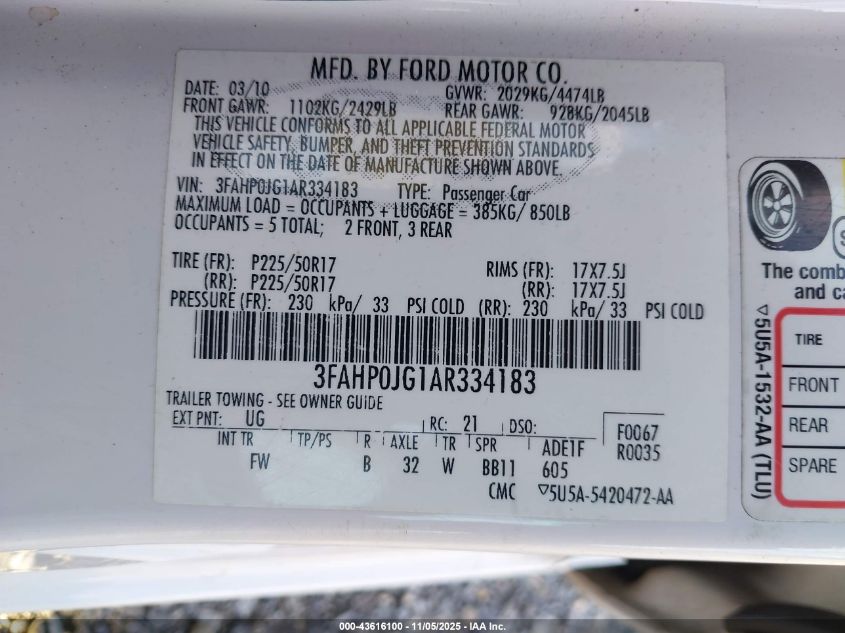 MFD. BY FORD MOTOR CO.
DATE: 03/10 GVWR: 2029KG/4474LB
FRONT GAWR: 1102KG/2429LB REAR GAWR: 928KG/2045LB
THIS VEHICLE CONFORMS TO ALL APPLICABLE FEDERAL MOTOR
VEHICLE SAFETY, BUMPER, AND THEFT PREVENTION STANDARDS
IN EFFECT ON THE DATE OF MANUFACTURE SHOWN ABOVE.
VIN: 3FAHP0JG1AR334183 TYPE: Passenger Car
MAXIMUM LOAD = OCCUPANTS + LUGGAGE = 385KG/ 850LB
OCCUPANTS = 5 TOTAL; 2 FRONT, 3 REAR
TIRE (FR): P225/50R17 RIMS (FR): 17X7.5J
(RR): P225/50R17 (RR): 17X7.5J
PRESSURE (FR): 230 kPa/ 33 PSI COLD (RR): 230 kPa/ 33 PSI COLD
3FAHP0JG1AR334183
TRAILER TOWING - SEE OWNER GUIDE
EXT PNT: UG RC: 21 DSO: F0067
R0035
INT TR TP/PS R AXLE TR SPR ADE1F
FW B 32 W BB11 605
CMC ▽5U5A-5420472-AA
The comb
and ca
TIRE
FRONT
REAR
SPARE
▽5U5A-1532-AA (TLU)
000-43616100 - 11/05/2025 - IAA Inc.